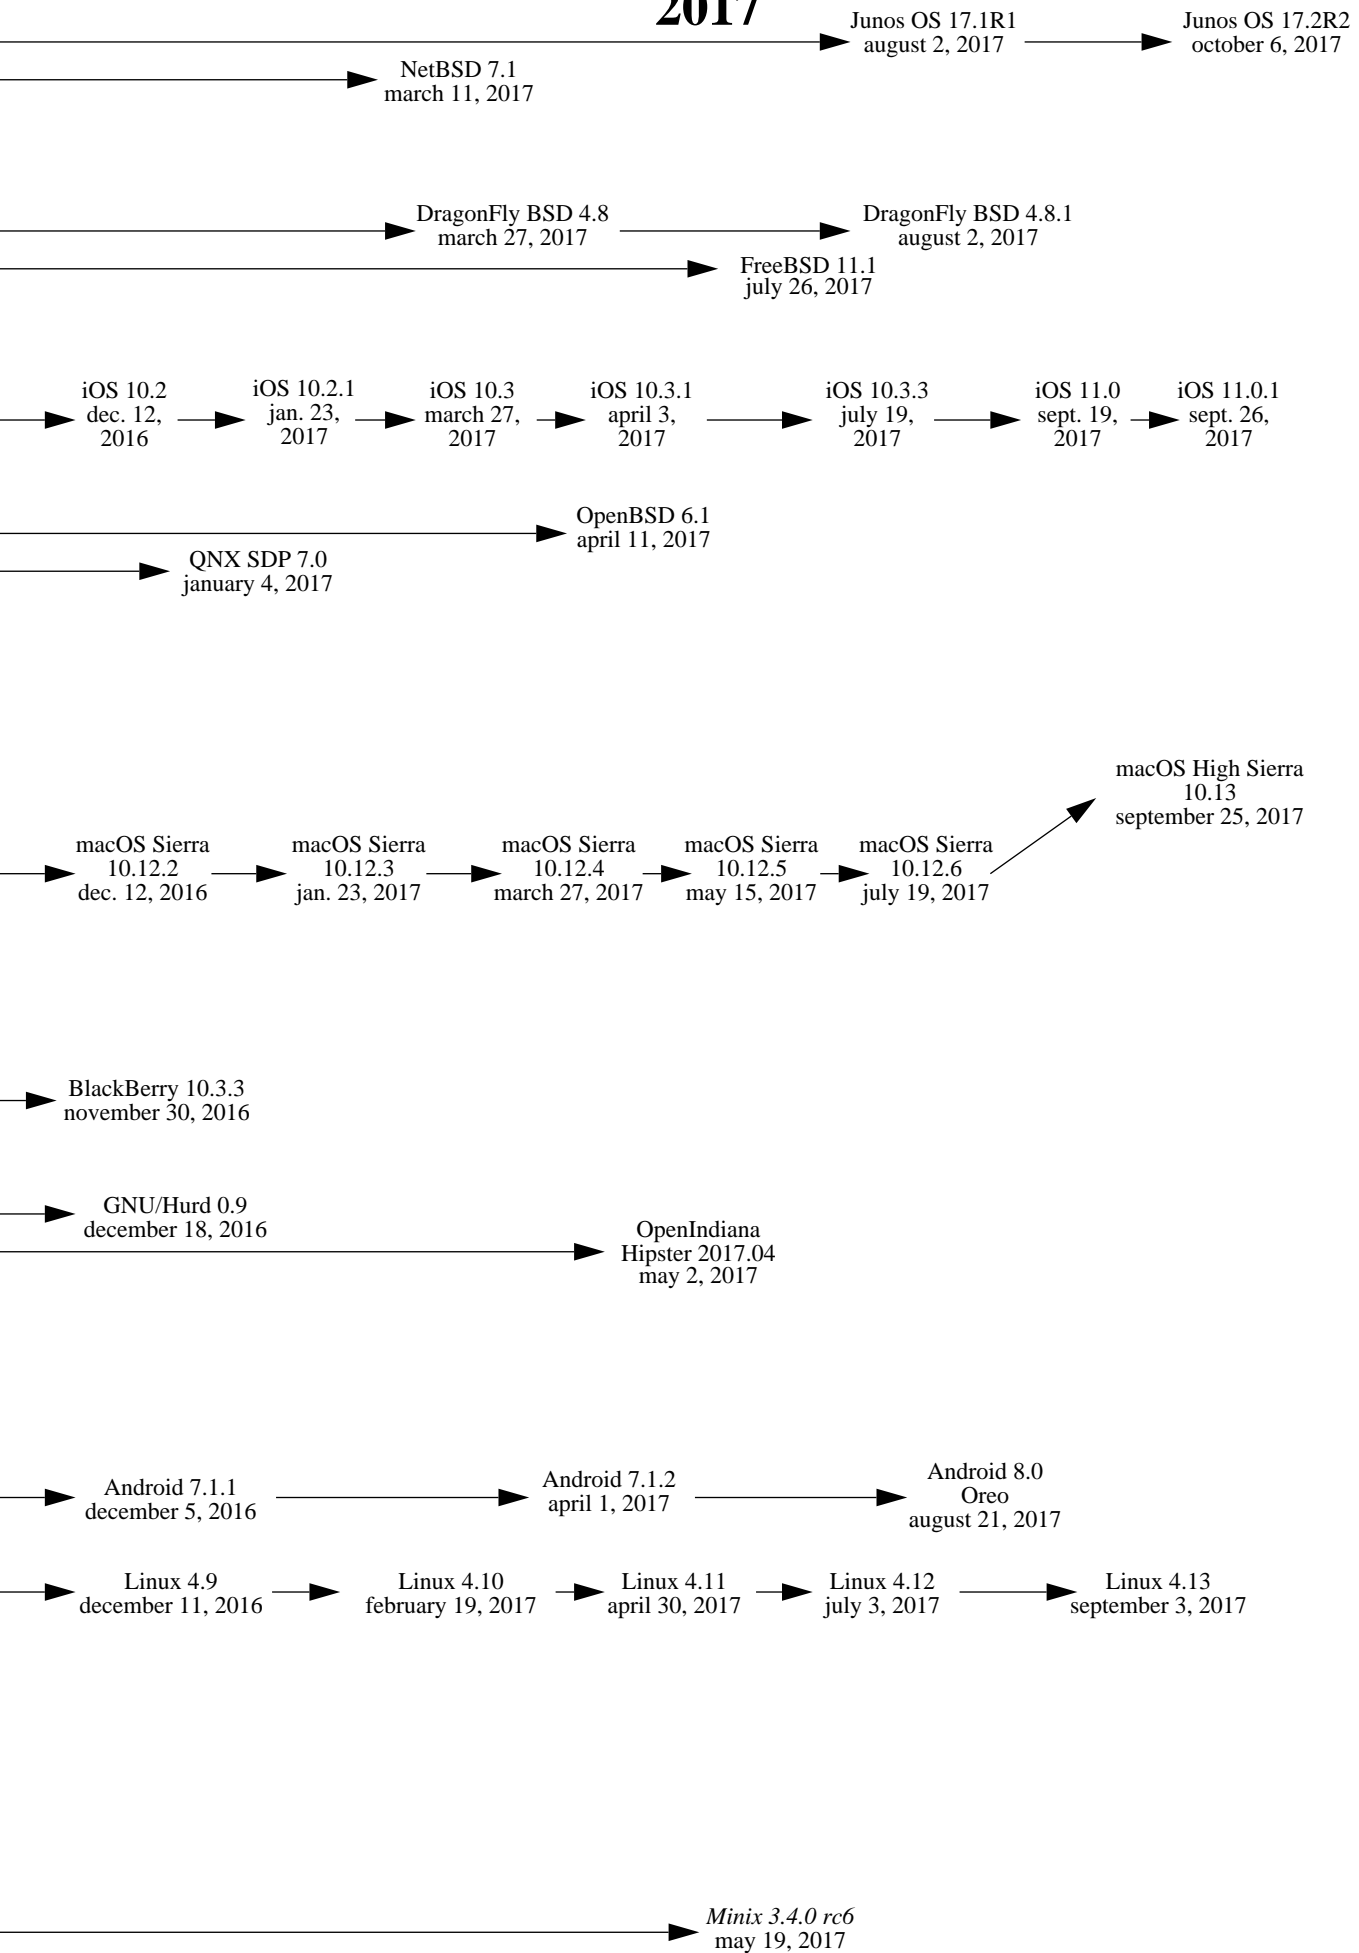 2017
Junos OS 17.1R1
august 2, 2017
Junos OS 17.2R2
october 6, 2017
NetBSD 7.1
march 11, 2017
DragonFly BSD 4.8
march 27, 2017
DragonFly BSD 4.8.1
august 2, 2017
FreeBSD 11.1
july 26, 2017
iOS 10.2
dec. 12,
2016
iOS 10.2.1
jan. 23,
2017
iOS 10.3
march 27,
2017
iOS 10.3.1
april 3,
2017
iOS 10.3.3
july 19,
2017
iOS 11.0
sept. 19,
2017
iOS 11.0.1
sept. 26,
2017
OpenBSD 6.1
april 11, 2017
QNX SDP 7.0
january 4, 2017
macOS High Sierra
10.13
september 25, 2017
macOS Sierra
10.12.2
dec. 12, 2016
macOS Sierra
10.12.3
jan. 23, 2017
macOS Sierra
10.12.4
march 27, 2017
macOS Sierra
10.12.5
may 15, 2017
macOS Sierra
10.12.6
july 19, 2017
BlackBerry 10.3.3
november 30, 2016
GNU/Hurd 0.9
december 18, 2016
OpenIndiana
Hipster 2017.04
may 2, 2017
Android 7.1.1
december 5, 2016
Android 7.1.2
april 1, 2017
Android 8.0
Oreo
august 21, 2017
Linux 4.9
december 11, 2016
Linux 4.10
february 19, 2017
Linux 4.11
april 30, 2017
Linux 4.12
july 3, 2017
Linux 4.13
september 3, 2017
Minix 3.4.0 rc6
may 19, 2017